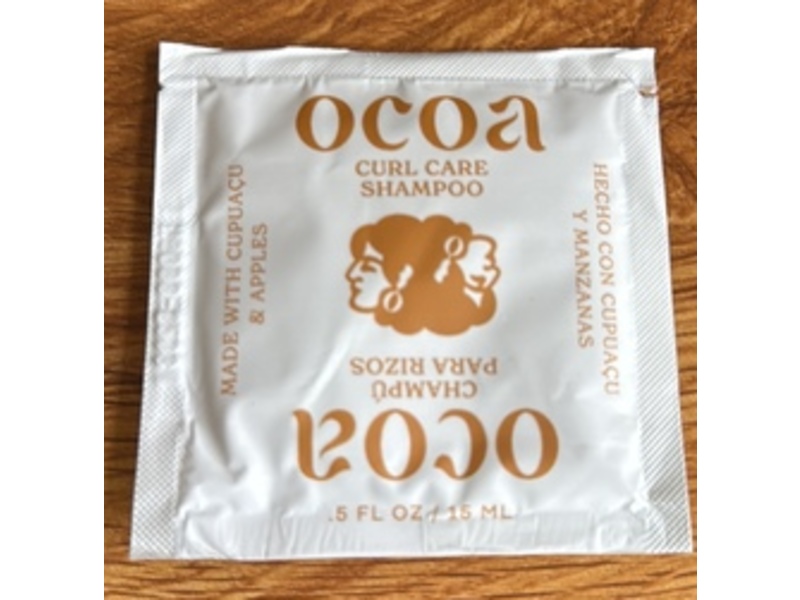 OCOA
CURL CARE
SHAMPOO
MADE WITH CUPUAÇU
& APPLES
HECHO CON CUPUAÇU
Y MANZANAS
OCOA
CHAMPÚ
PARA RIZOS
.5 FL OZ / 15 ML